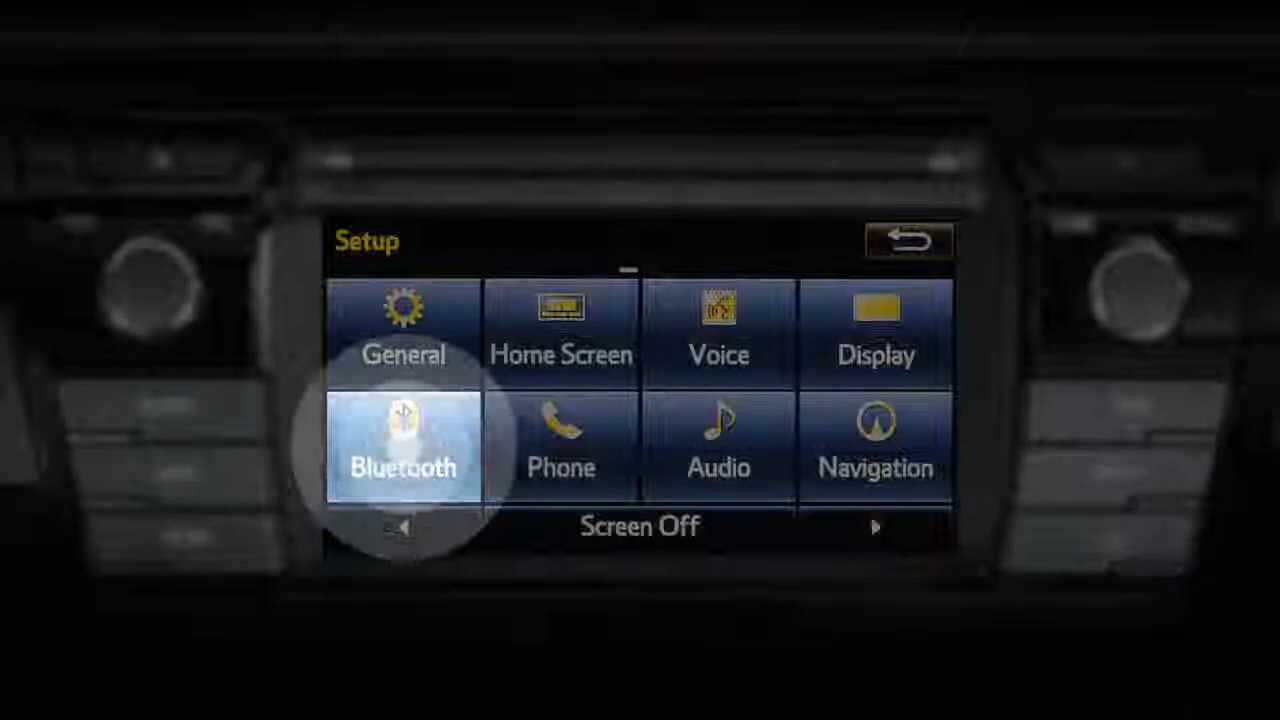 Setup
General
Home Screen
Voice
Display
Bluetooth
Phone
Audio
Navigation
Screen Off